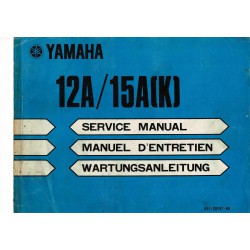 YAMAHA
12A/15A(K)
SERVICE MANUAL
MANUEL D'ENTRETIEN
WARTUNGSANLEITUNG